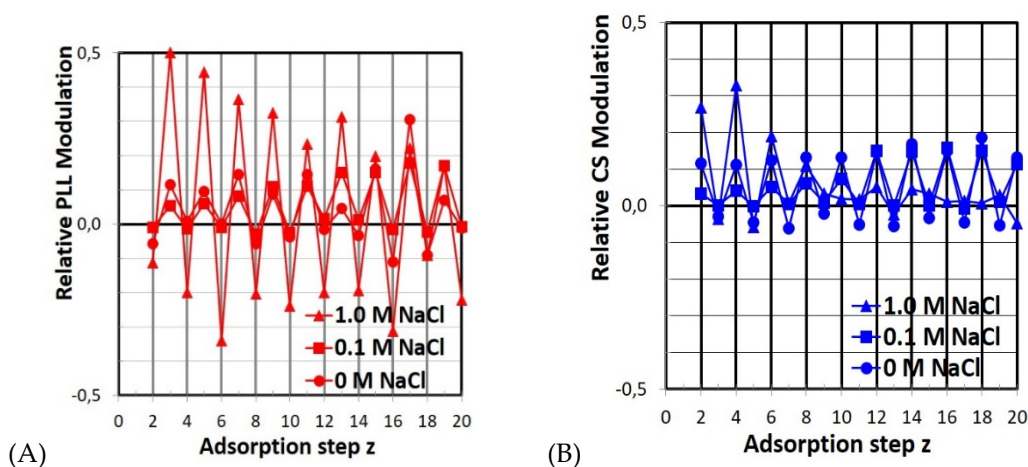 Relative PLL Modulation
0,5
0,0
-0,5
1.0 M NaCl
0.1 M NaCl
0 M NaCl
0 2 4 6 8 10 12 14 16 18 20
Adsorption step z
(A)
Relative CS Modulation
0,5
0,0
-0,5
1.0 M NaCl
0.1 M NaCl
0 M NaCl
0 2 4 6 8 10 12 14 16 18 20
Adsorption step z
(B)